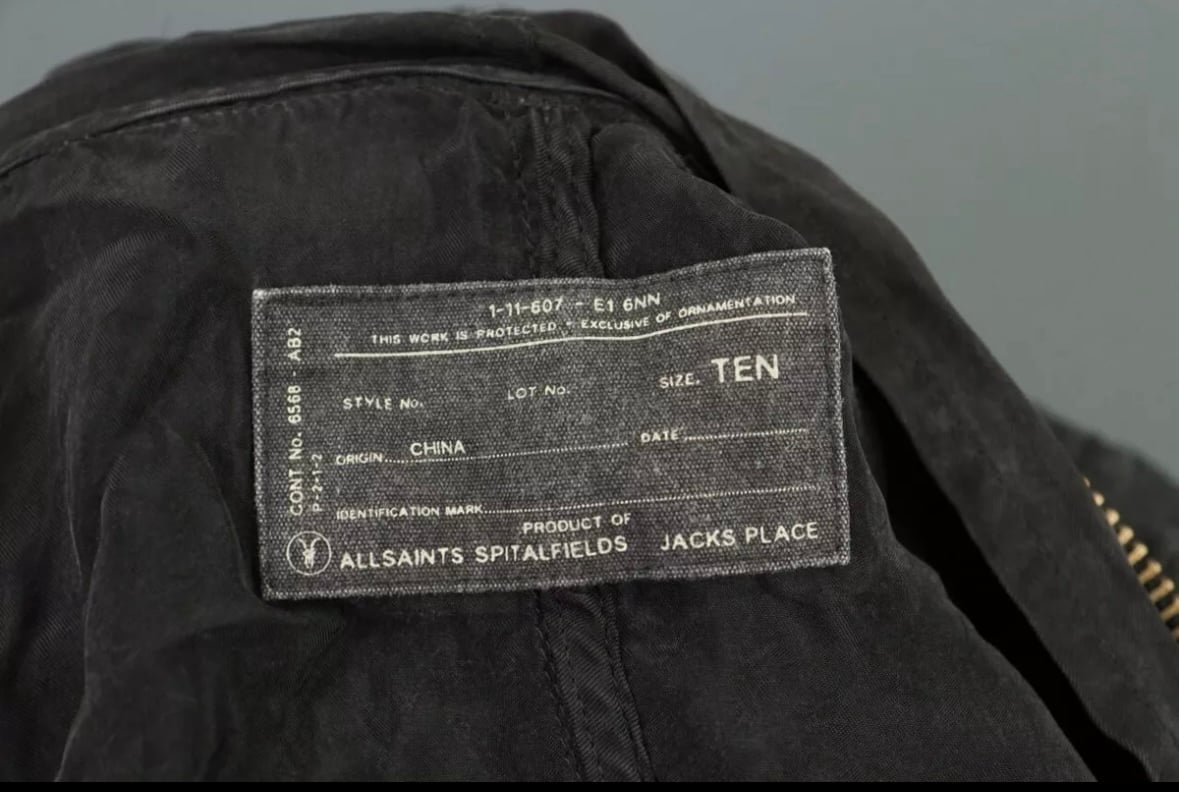 1-11-607 - E1 6NN
THIS WORK IS PROTECTED - EXCLUSIVE OF ORNAMENTATION
STYLE No. LOT No. SIZE. TEN
ORIGIN CHINA DATE
IDENTIFICATION MARK
PRODUCT OF
ALLSAINTS SPITALFIELDS JACKS PLACE
CONT No. 6568 - AB2
P-2-1-2